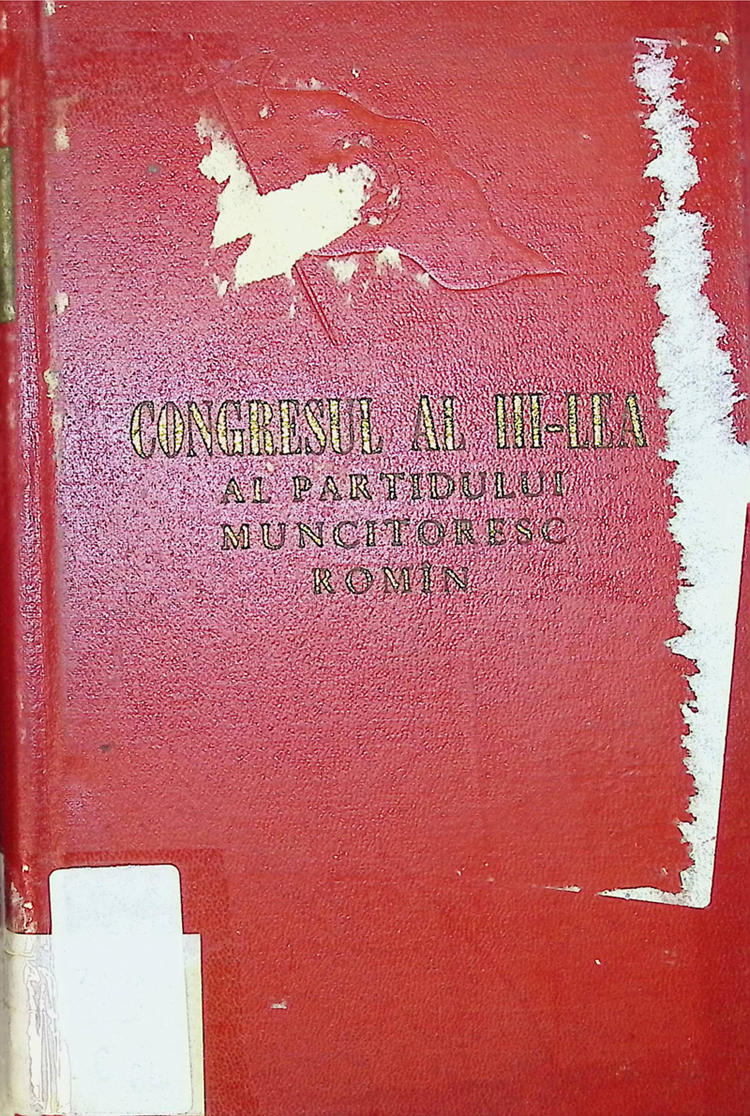 CONGRESUL AL III-LEA
AL PARTIDULUI
MUNCITORESC
ROMÎN